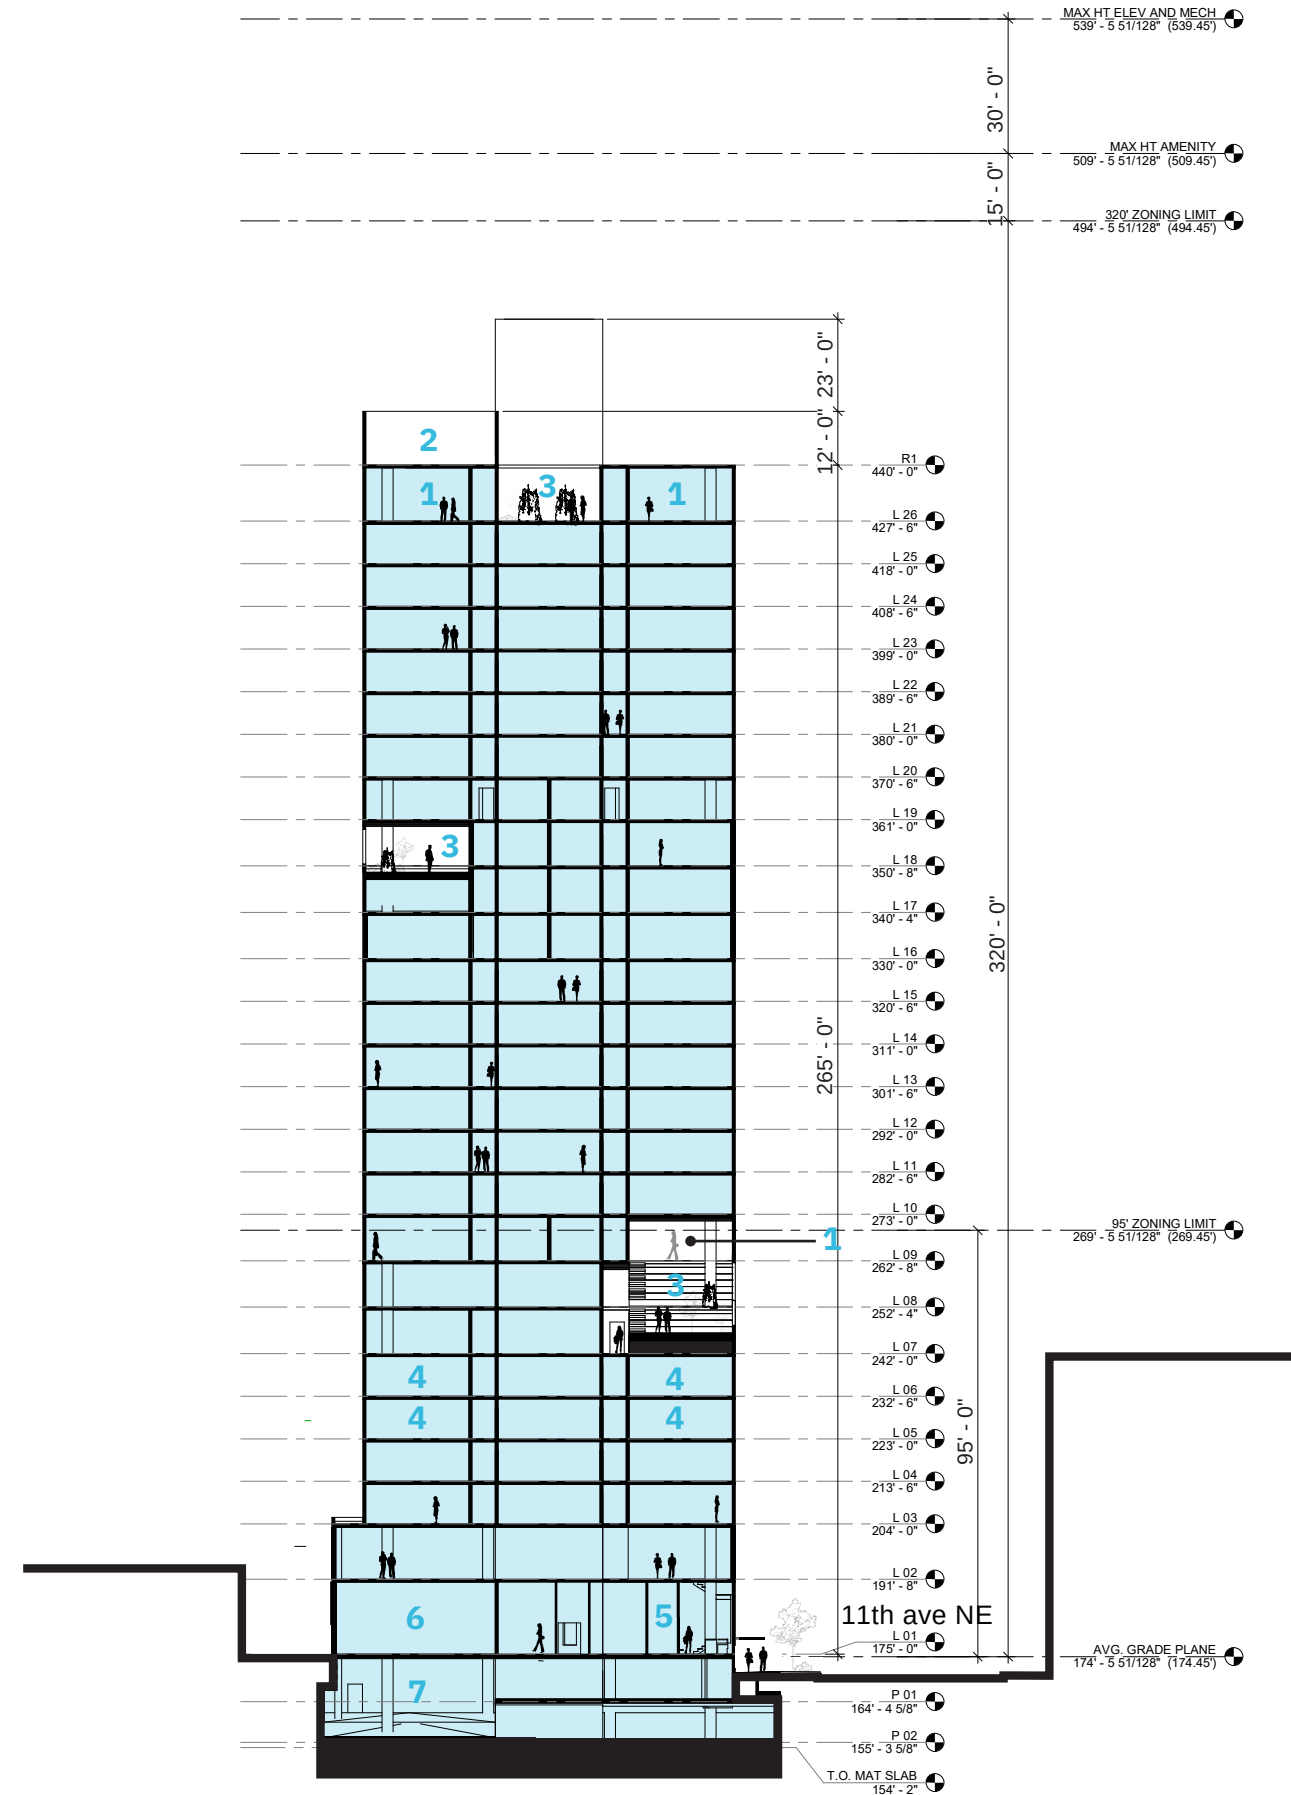 MAX HT ELEV AND MECH
539' - 5 51/128" (539.45')
30' - 0"
MAX HT AMENITY
509' - 5 51/128" (509.45')
15' - 0"
320' ZONING LIMIT
494' - 5 51/128" (494.45')
23' - 0"
12' - 0"
2
R1
440' - 0"
1
3
1
L 26
427' - 6"
L 25
418' - 0"
L 24
408' - 6"
L 23
399' - 0"
L 22
389' - 6"
L 21
380' - 0"
L 20
370' - 6"
L 19
361' - 0"
3
L 18
350' - 8"
L 17
340' - 4"
320' - 0"
L 16
330' - 0"
L 15
320' - 6"
265' - 0"
L 14
311' - 0"
L 13
301' - 6"
L 12
292' - 0"
L 11
282' - 6"
L 10
273' - 0"
95' ZONING LIMIT
269' - 5 51/128" (269.45')
1
L 09
262' - 8"
3
L 08
252' - 4"
L 07
242' - 0"
4
4
L 06
232' - 6"
4
4
L 05
223' - 0"
95' - 0"
L 04
213' - 6"
L 03
204' - 0"
L 02
191' - 8"
6
5
11th ave NE
L 01
175' - 0"
AVG. GRADE PLANE
174' - 5 51/128" (174.45')
7
P 01
164' - 4 5/8"
P 02
155' - 3 5/8"
T.O. MAT SLAB
154' - 2"